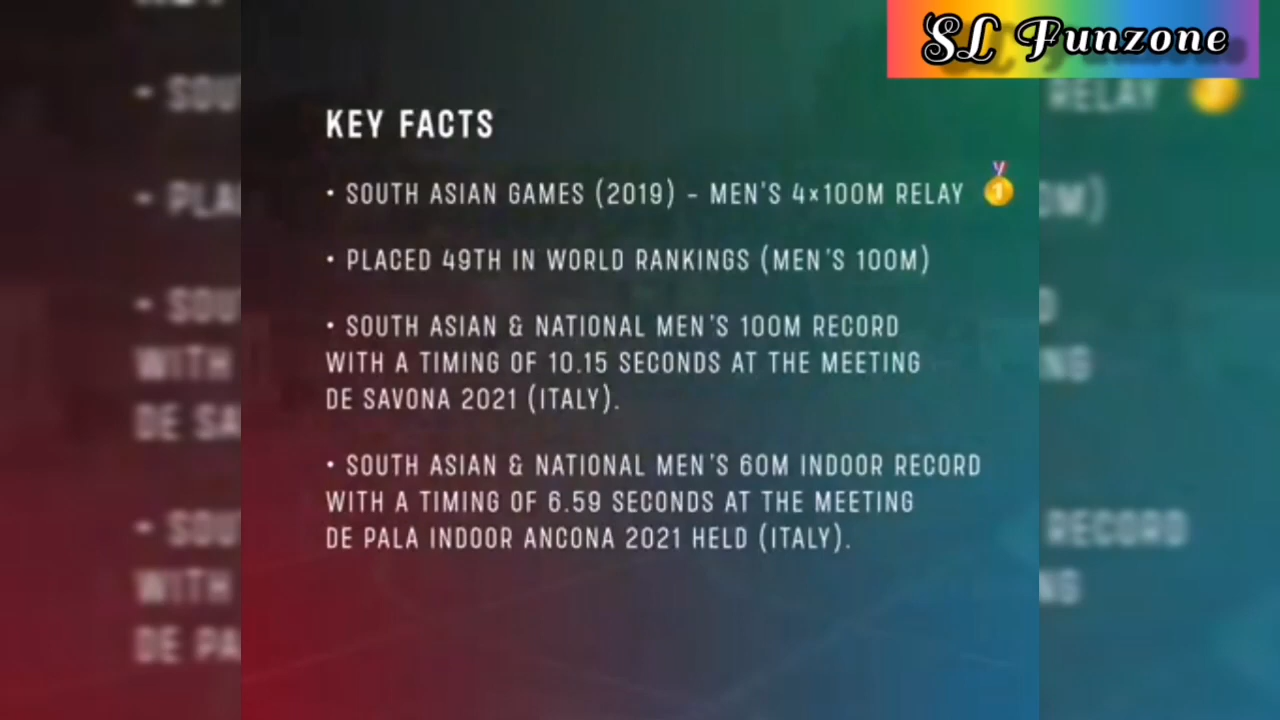 SL Funzone
KEY FACTS
• SOUTH ASIAN GAMES (2019) - MEN'S 4×100M RELAY 🥇
• PLACED 49TH IN WORLD RANKINGS (MEN'S 100M)
• SOUTH ASIAN & NATIONAL MEN'S 100M RECORD
WITH A TIMING OF 10.15 SECONDS AT THE MEETING
DE SAVONA 2021 (ITALY).
• SOUTH ASIAN & NATIONAL MEN'S 60M INDOOR RECORD
WITH A TIMING OF 6.59 SECONDS AT THE MEETING
DE PALA INDOOR ANCONA 2021 HELD (ITALY).